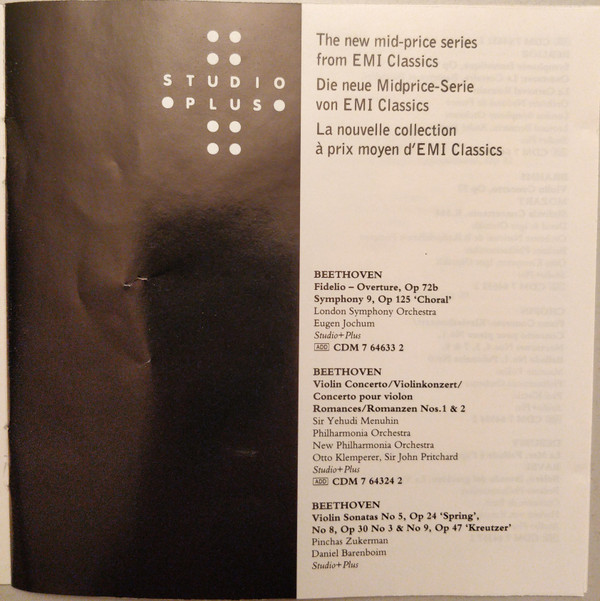 STUDIO
PLUS
The new mid-price series
from EMI Classics
Die neue Midprice-Serie
von EMI Classics
La nouvelle collection
à prix moyen d'EMI Classics
BEETHOVEN
Fidelio – Overture, Op 72b
Symphony 9, Op 125 'Choral'
London Symphony Orchestra
Eugen Jochum
Studio+Plus
ADD CDM 7 64633 2
BEETHOVEN
Violin Concerto/Violinkonzert/
Concerto pour violon
Romances/Romanzen Nos.1 & 2
Sir Yehudi Menuhin
Philharmonia Orchestra
New Philharmonia Orchestra
Otto Klemperer, Sir John Pritchard
Studio+Plus
ADD CDM 7 64324 2
BEETHOVEN
Violin Sonatas No 5, Op 24 'Spring',
No 8, Op 30 No 3 & No 9, Op 47 'Kreutzer'
Pinchas Zukerman
Daniel Barenboim
Studio+Plus